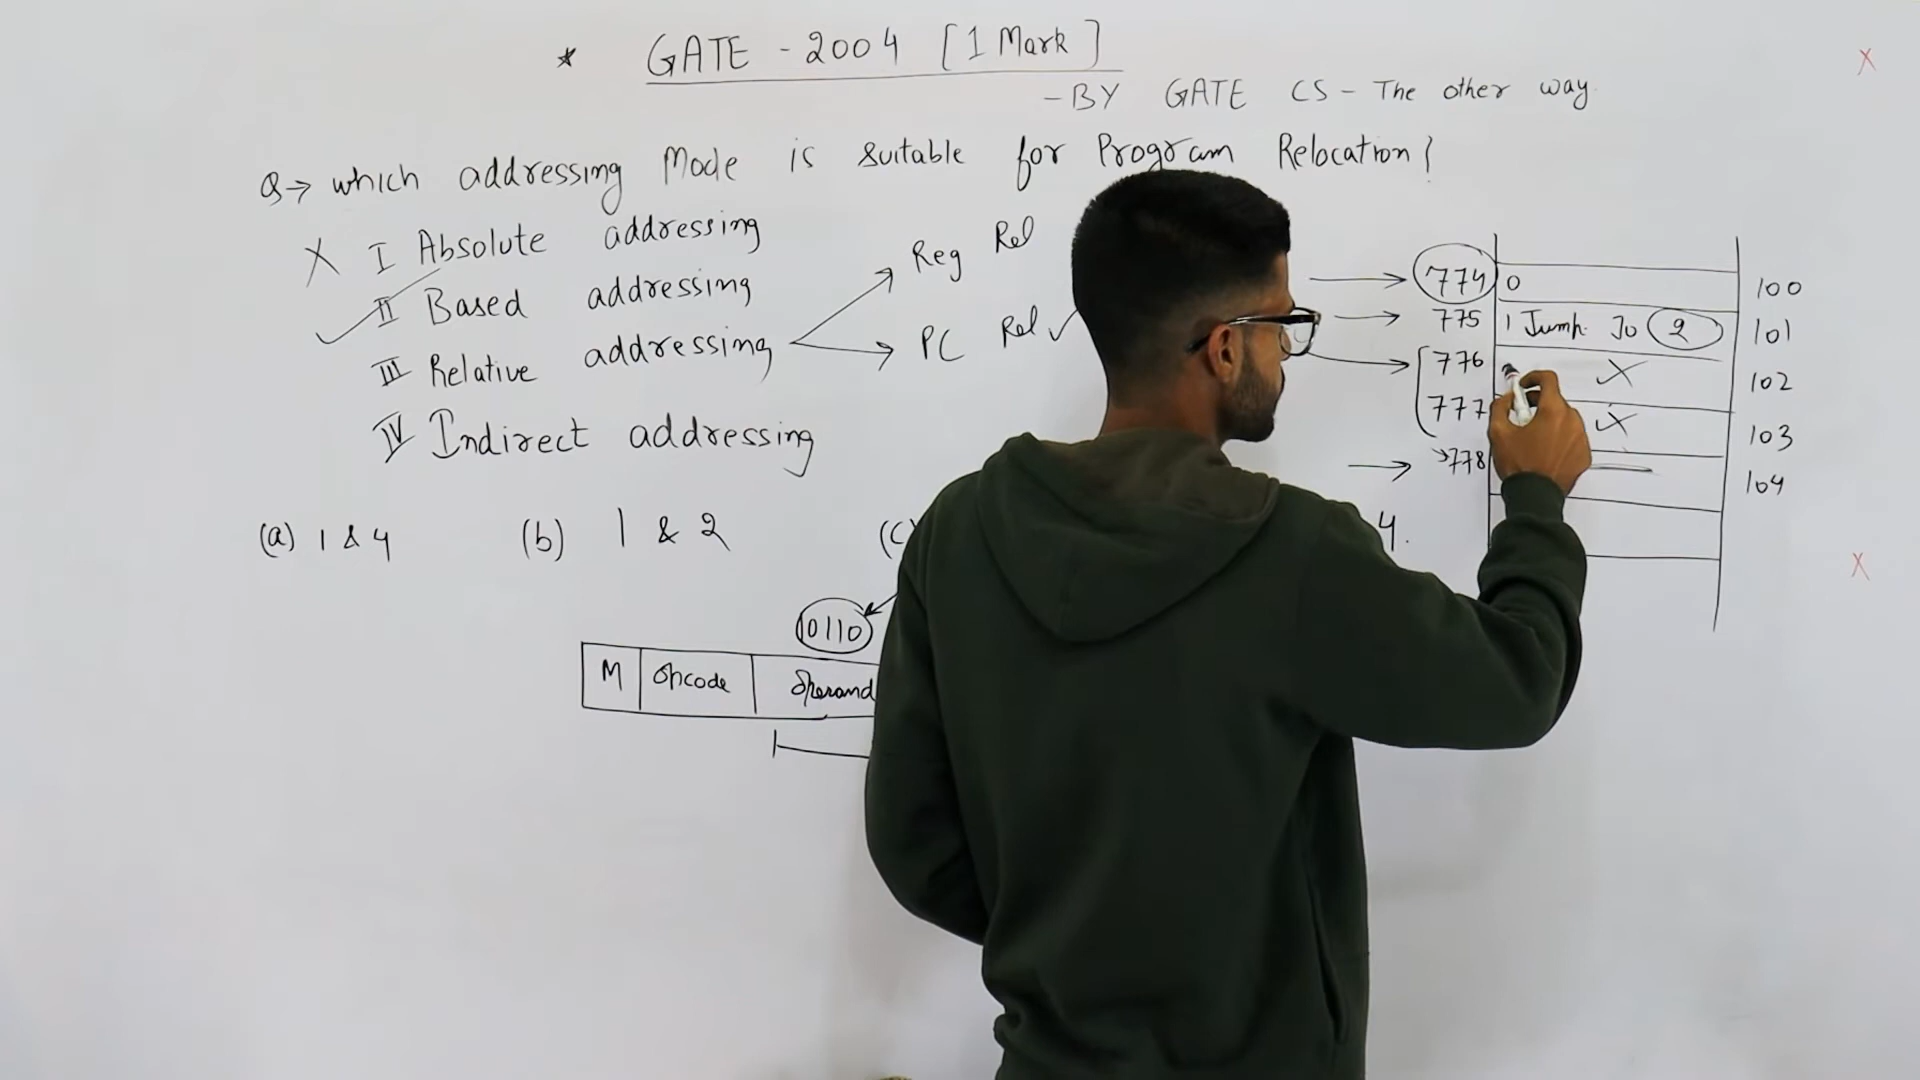 * GATE - 2004 [1 Mark]
- BY GATE CS - The other way.
Q→ which addressing Mode is suitable for Program Relocation?
X I Absolute addressing
II Based addressing
III Relative addressing
IV Indirect addressing
Reg Rel
PC Rel ✓
(a) 1 & 4
(b) 1 & 2
(c)
4.
10110
M Opcode Operand
774 0 100
775 1 Jump To 2 101
776 X 102
777 X 103
778 104
X
X